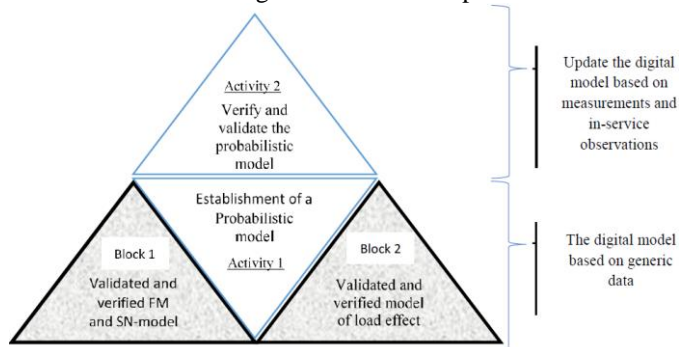 Activity 2
Verify and
validate the
probabilistic
model
Establishment of a
Probabilistic
model
Activity 1
Block 1
Validated and
verified FM
and SN-model
Block 2
Validated and
verified model
of load effect
Update the digital
model based on
measurements and
in-service
observations
The digital model
based on generic
data